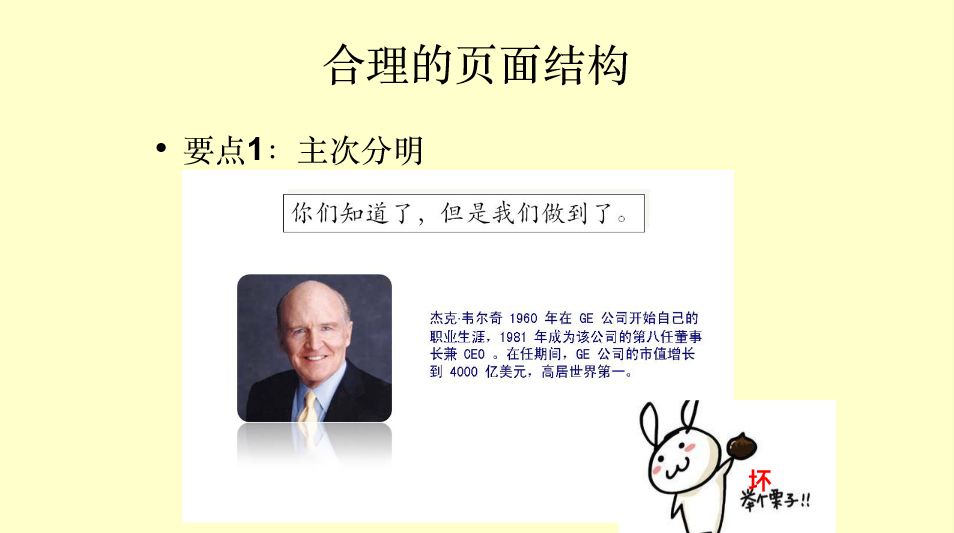 合理的页面结构
• 要点1：主次分明
你们知道了，但是我们做到了。
杰克·韦尔奇 1960 年在 GE 公司开始自己的
职业生涯，1981 年成为该公司的第八任董事
长兼 CEO 。在任期间，GE 公司的市值增长
到 4000 亿美元，高居世界第一。
坏
举个栗子!!